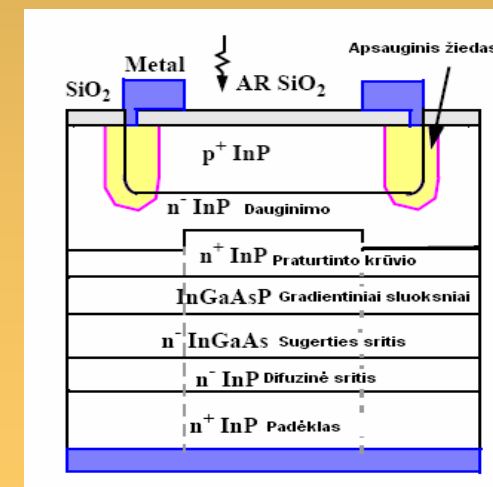 Apsauginis žiedas
Metal
SiO₂
AR SiO₂
p⁺ InP
n⁻ InP Dauginimo
n⁺ InP Praturtinto krūvio
InGaAsP Gradientiniai sluoksniai
n⁻ InGaAs Sugerties sritis
n⁻ InP Difuzinė sritis
n⁺ InP Padėklas